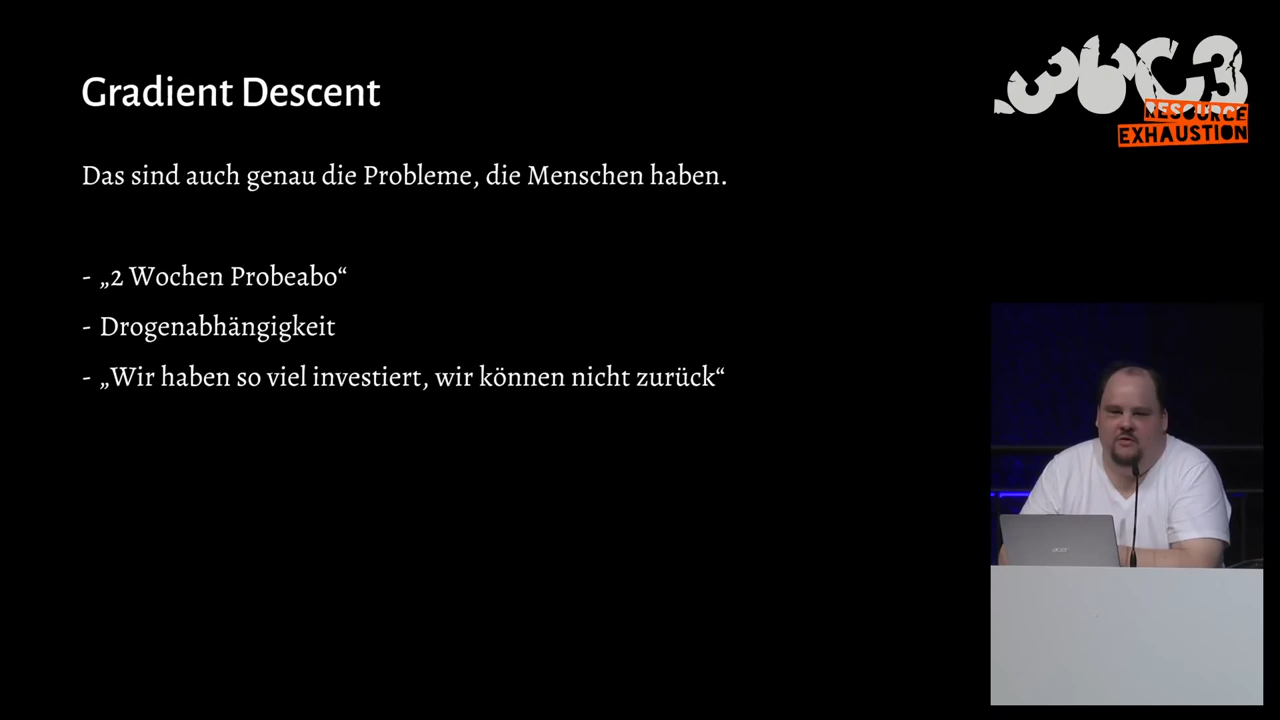 Gradient Descent
Das sind auch genau die Probleme, die Menschen haben.
- „2 Wochen Probeabo“
- Drogenabhängigkeit
- „Wir haben so viel investiert, wir können nicht zurück“
36C3
RESOURCE
EXHAUSTION
acer